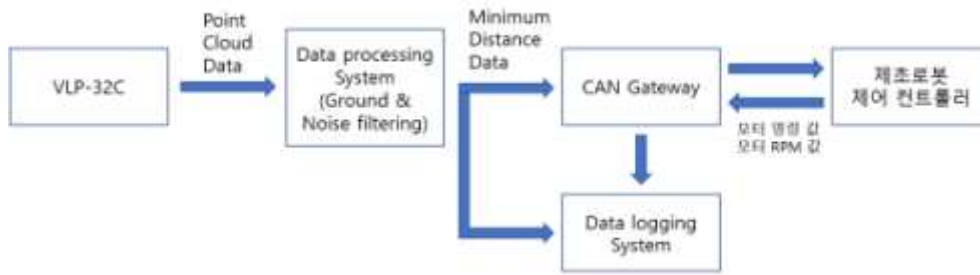 Point
Cloud
Data
Minimum
Distance
Data
VLP-32C
Data processing
System
(Ground &
Noise filtering)
CAN Gateway
제초로봇
제어 컨트롤러
모터 명령 값
모터 RPM 값
Data logging
System